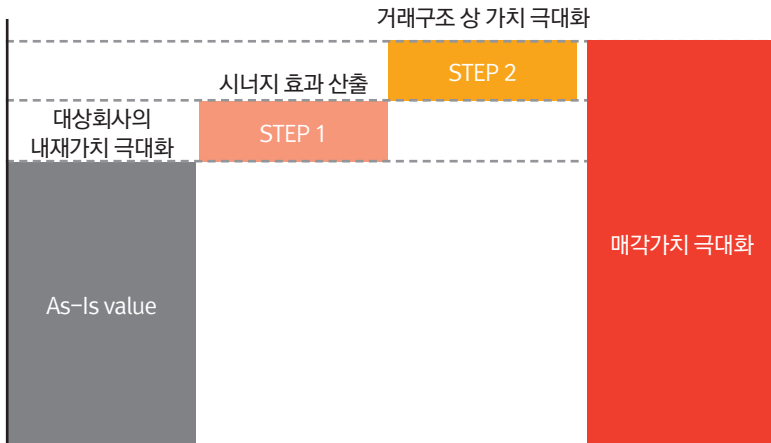 거래구조 상 가치 극대화
STEP 2
시너지 효과 산출
STEP 1
대상회사의
내재가치 극대화
As-Is value
매각가치 극대화